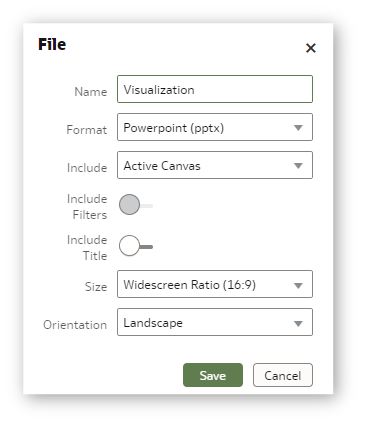 File
Name
Visualization
Format
Powerpoint (pptx)
Include
Active Canvas
Include
Filters
Include
Title
Size
Widescreen Ratio (16:9)
Orientation
Landscape
Save
Cancel